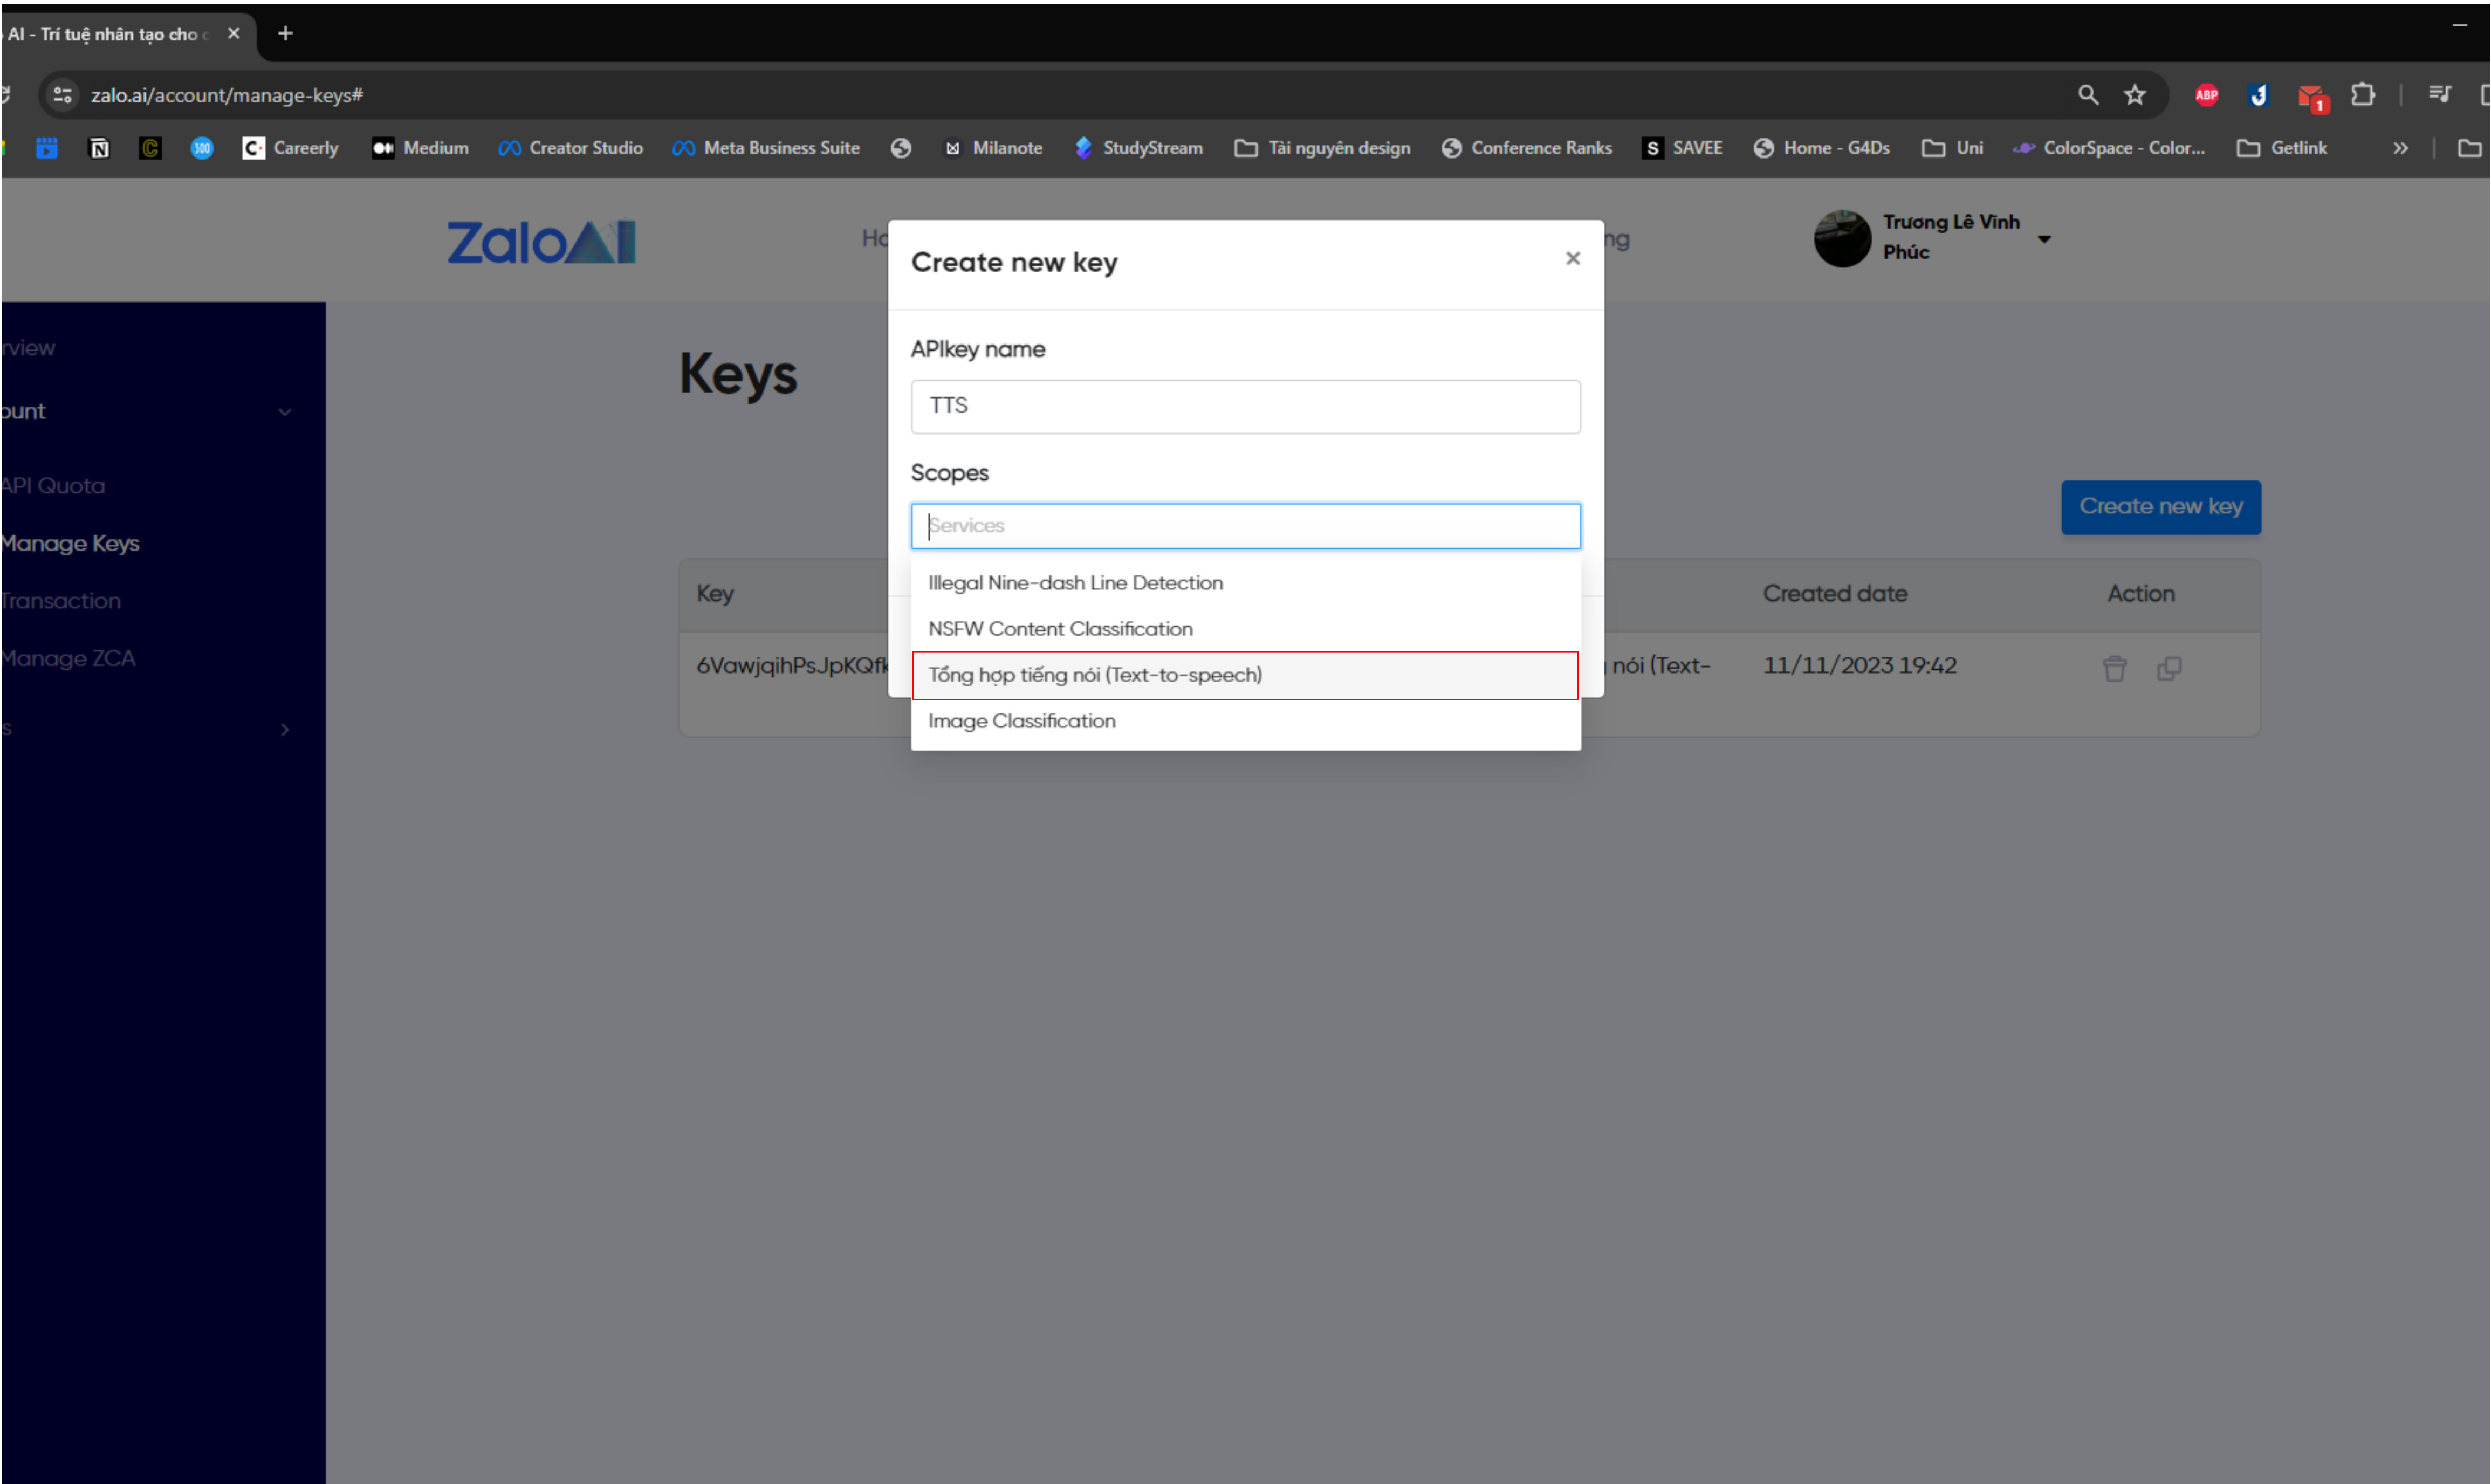 AI - Trí tuệ nhân tạo cho
zalo.ai/account/manage-keys#
ABP
1
300
Careerly
Medium
Creator Studio
Meta Business Suite
Milanote
StudyStream
Tài nguyên design
Conference Ranks
S SAVEE
Home - G4Ds
Uni
ColorSpace - Color...
Getlink
ZaloAI
Trương Lê Vĩnh
Phúc
Create new key
APIkey name
TTS
Scopes
Services
Illegal Nine-dash Line Detection
NSFW Content Classification
Tổng hợp tiếng nói (Text-to-speech)
Image Classification
API Quota
Manage Keys
Transaction
Manage ZCA
Keys
Create new key
Key
Created date
Action
6VawjqihPsJpKQfk
nói (Text-
11/11/2023 19:42